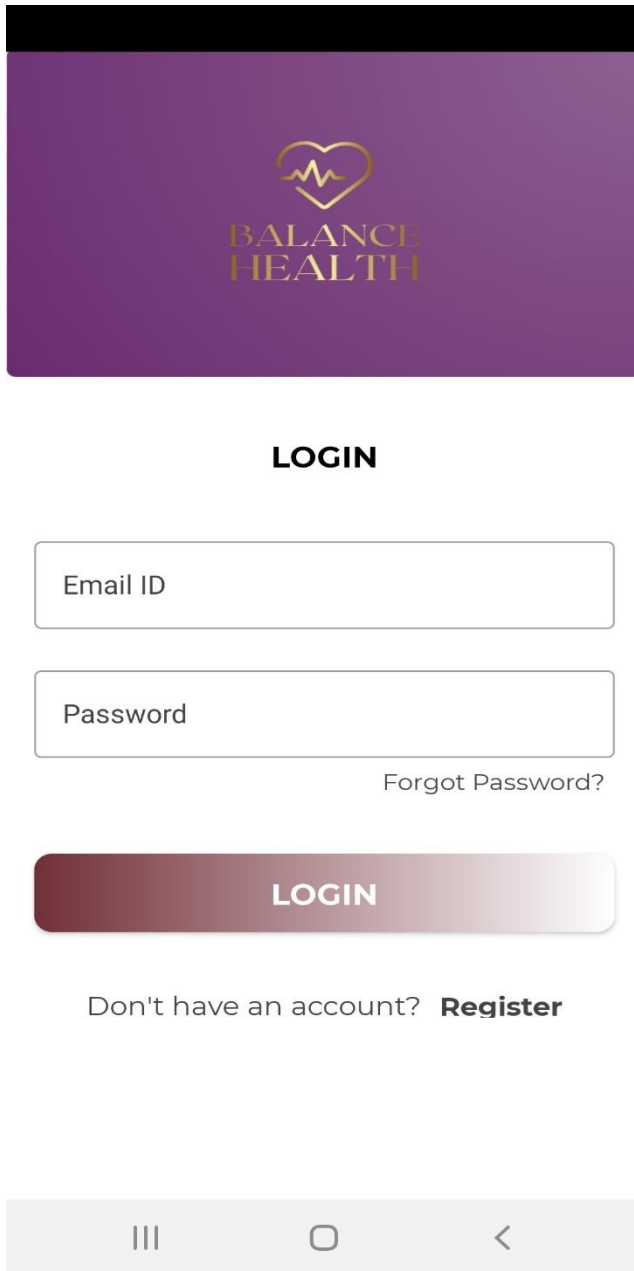 BALANCE
HEALTH
LOGIN
Email ID
Password
Forgot Password?
LOGIN
Don't have an account? Register